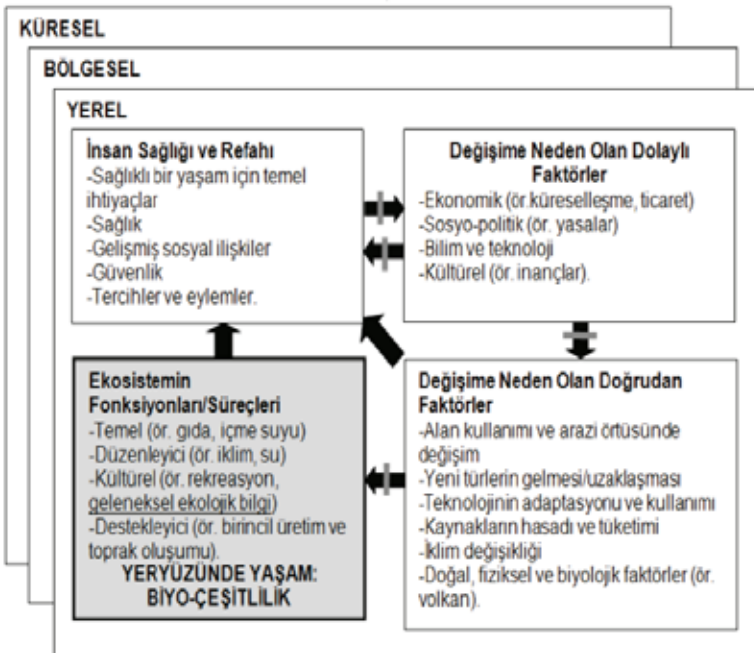 KÜRESEL
BÖLGESEL
YEREL
İnsan Sağlığı ve Refahı
-Sağlıklı bir yaşam için temel
ihtiyaçlar
-Sağlık
-Gelişmiş sosyal ilişkiler
-Güvenlik
-Tercihler ve eylemler.
Değişime Neden Olan Dolaylı
Faktörler
-Ekonomik (ör.küreselleşme, ticaret)
-Sosyo-politik (ör. yasalar)
-Bilim ve teknoloji
-Kültürel (ör. inançlar).
Ekosistemin
Fonksiyonları/Süreçleri
-Temel (ör. gıda, içme suyu)
-Düzenleyici (ör. iklim, su)
-Kültürel (ör. rekreasyon,
geleneksel ekolojik bilgi)
-Destekleyici (ör. birincil üretim ve
toprak oluşumu).
YERYÜZÜNDE YAŞAM:
BİYO-ÇEŞİTLİLİK
Değişime Neden Olan Doğrudan
Faktörler
-Alan kullanımı ve arazi örtüsünde
değişim
-Yeni türlerin gelmesi/uzaklaşması
-Teknolojinin adaptasyonu ve kullanımı
-Kaynakların hasadı ve tüketimi
-İklim değişikliği
-Doğal, fiziksel ve biyolojik faktörler (ör.
volkan).